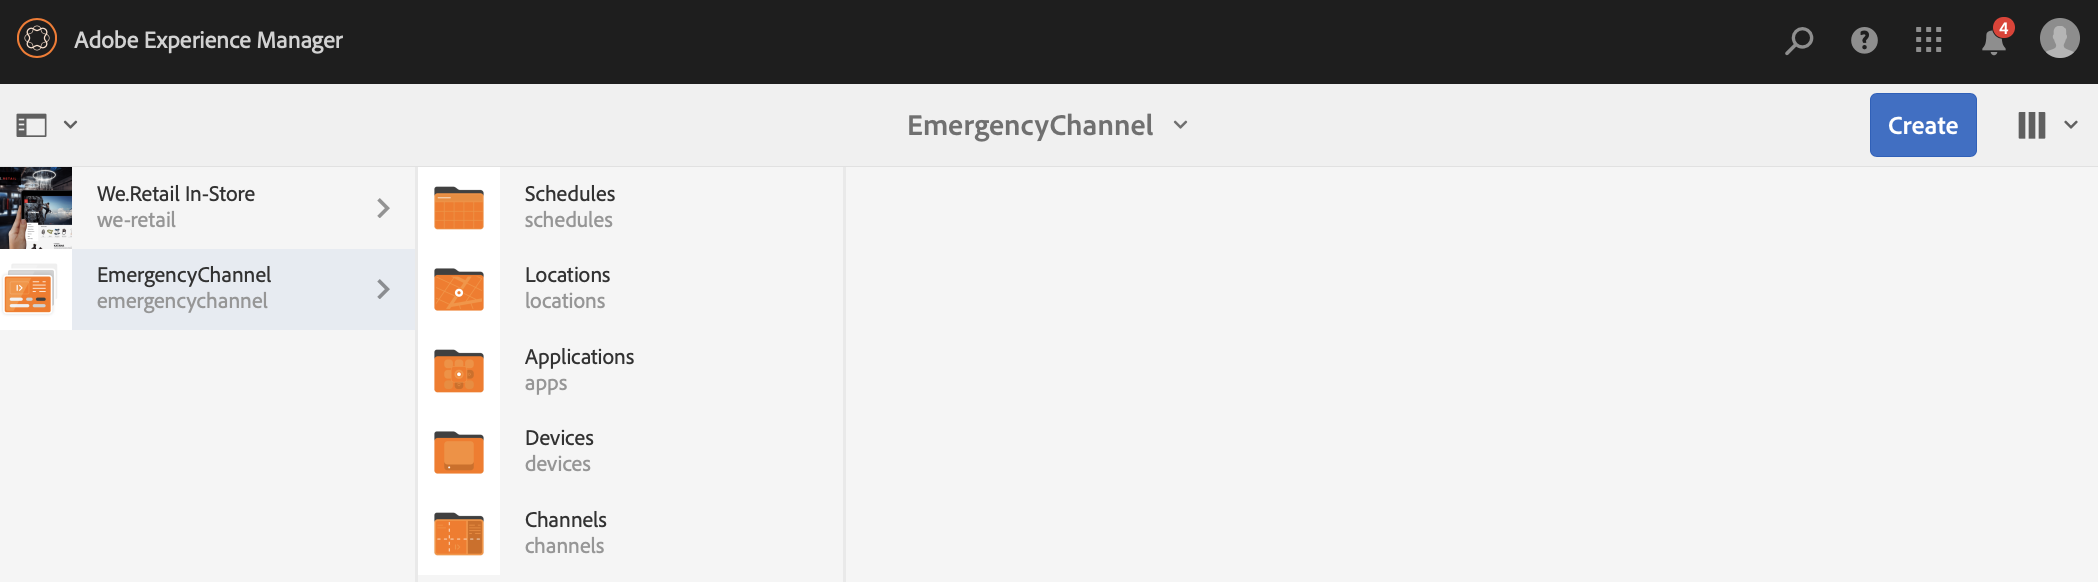 Adobe Experience Manager
4
EmergencyChannel
Create
We.Retail In-Store
we-retail
EmergencyChannel
emergencychannel
Schedules
schedules
Locations
locations
Applications
apps
Devices
devices
Channels
channels